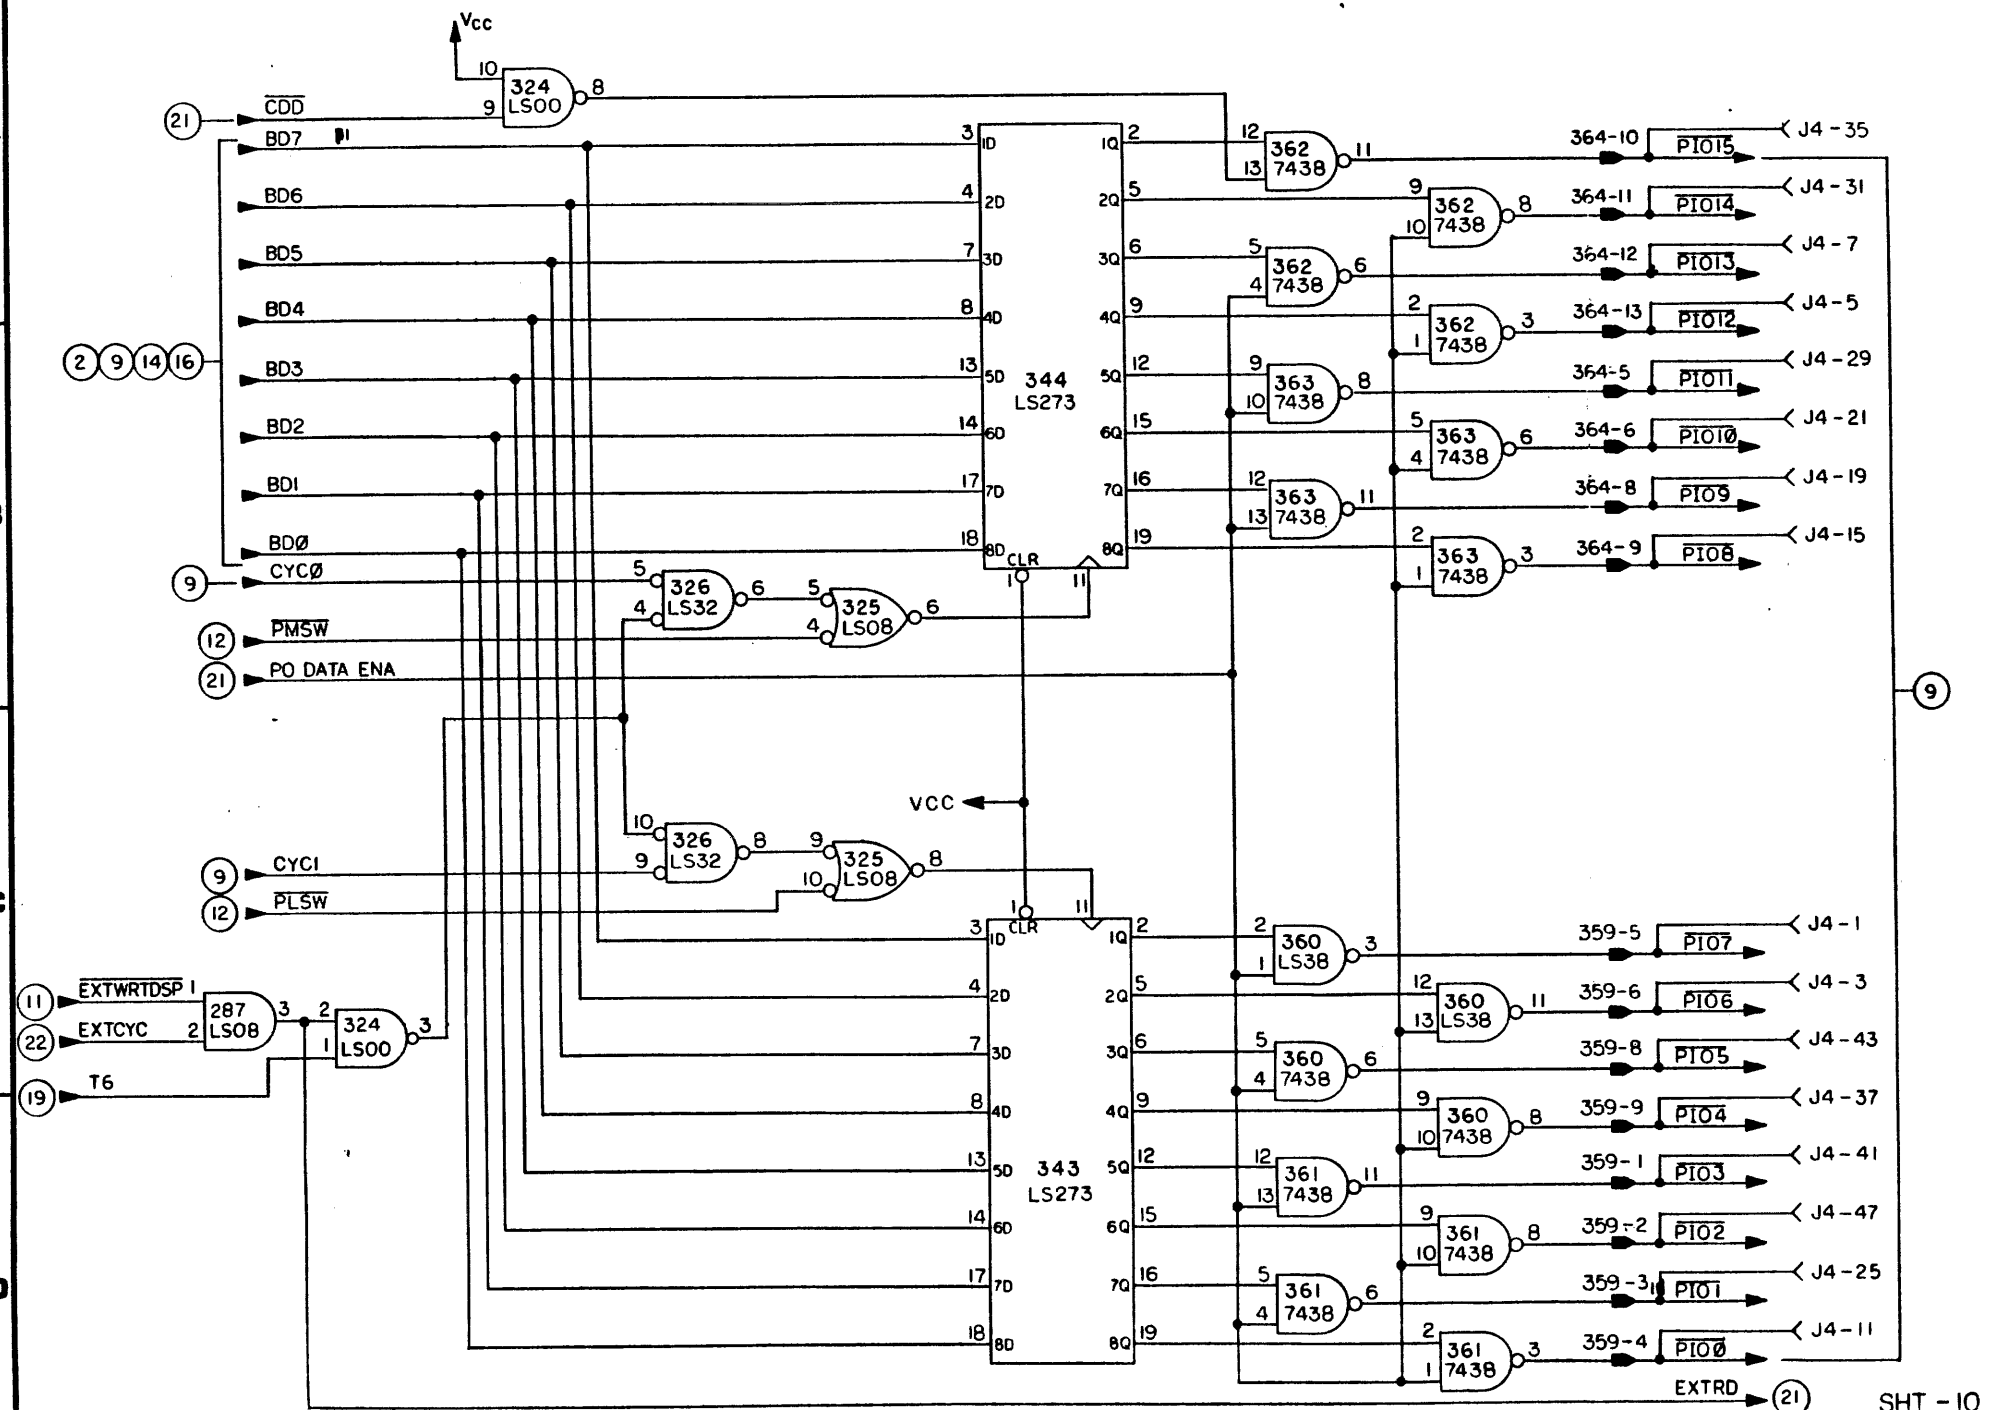 VCC
10 324 8
9 LS00
21 CDD
BD7 3 1D 1Q 2 12 362 11 364-10 PIO15 J4-35
13 7438
BD6 4 2D 2Q 5 9 362 8 364-11 PIO14 J4-31
10 7438
BD5 7 3D 3Q 6 5 362 6 364-12 PIO13 J4-7
4 7438
BD4 8 4D 4Q 9 2 362 3 364-13 PIO12 J4-5
1 7438
2 9 14 16
BD3 13 5D 344 5Q 12 9 363 8 364-5 PIO11 J4-29
LS273 10 7438
BD2 14 6D 6Q 15 5 363 6 364-6 PIO1Ø J4-21
4 7438
BD1 17 7D 7Q 16 12 363 11 364-8 PIO9 J4-19
13 7438
BDØ 18 8D 8Q 19 2 363 3 364-9 PIO8 J4-15
CLR 1 11 1 7438
9 CYCØ 5 326 6 5 325 6
4 LS32 4 LS08
12 PMSW
21 PO DATA ENA
9
VCC
10 326 8 9 325 8
9 CYC1 9 LS32 10 LS08
12 PLSW
1 CLR 11
3 1D 1Q 2 2 360 3 359-5 PIO7 J4-1
1 LS38
11 EXTWRTDSP 1 287 3 2 324 3
LS08 1 LS00
22 EXTCYC 2
19 T6
4 2D 2Q 5 12 360 11 359-6 PIO6 J4-3
13 LS38
7 3D 3Q 6 5 360 6 359-8 PIO5 J4-43
4 7438
8 4D 4Q 9 9 360 8 359-9 PIO4 J4-37
10 7438
13 5D 343 5Q 12 12 361 11 359-1 PIO3 J4-41
LS273 13 7438
14 6D 6Q 15 9 361 8 359-2 PIO2 J4-47
10 7438
17 7D 7Q 16 5 361 6 359-3 PIO1 J4-25
4 7438
18 8D 8Q 19 2 361 3 359-4 PIOØ J4-11
1 7438
EXTRD 21
SHT-10